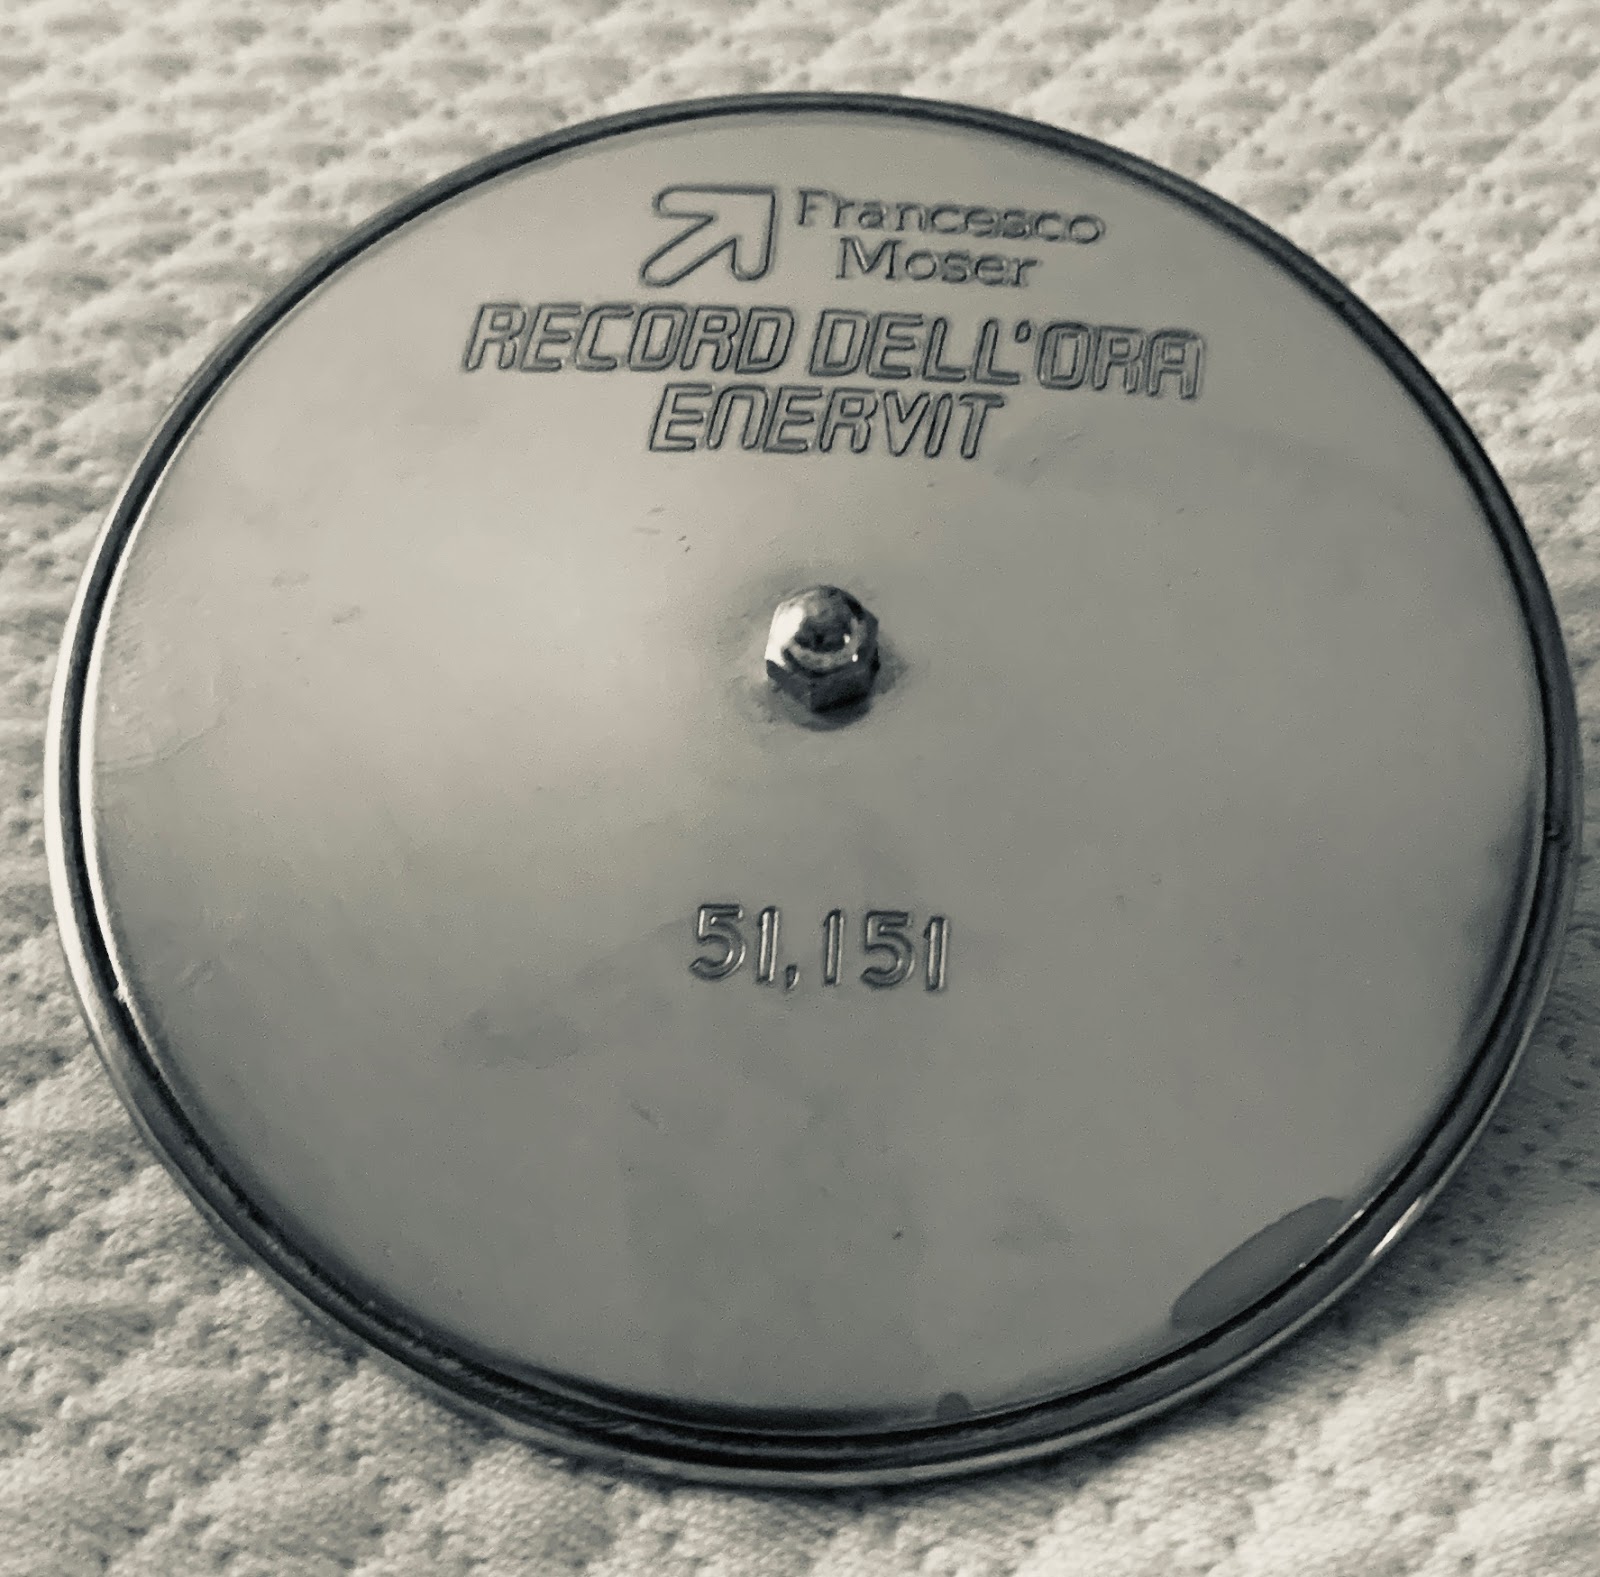 Francesco
Moser
RECORD DELL'ORA
ENERVIT
51,151